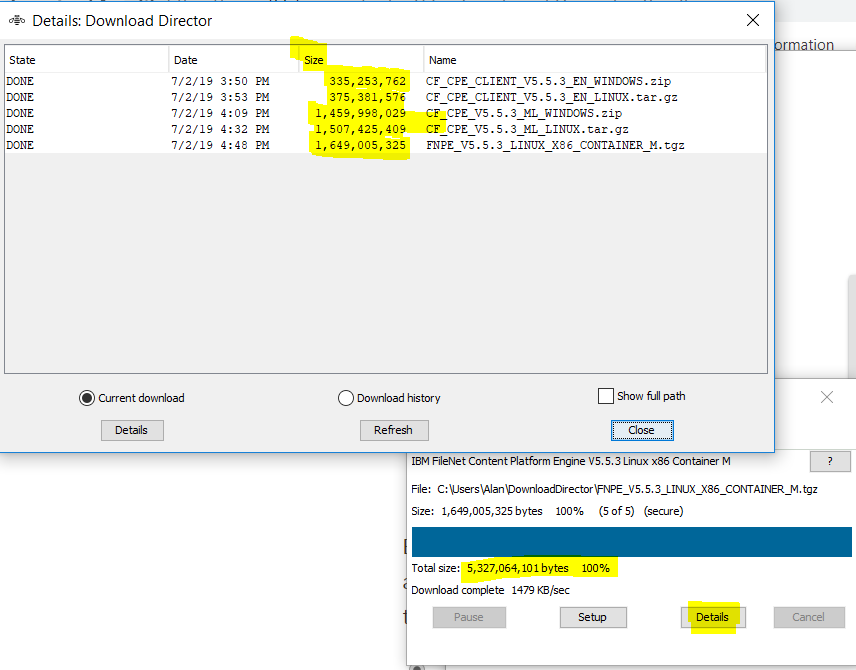 Details: Download Director
ormation
State Date Size Name
DONE 7/2/19 3:50 PM 335,253,762 CF_CPE_CLIENT_V5.5.3_EN_WINDOWS.zip
DONE 7/2/19 3:53 PM 375,381,576 CF_CPE_CLIENT_V5.5.3_EN_LINUX.tar.gz
DONE 7/2/19 4:09 PM 1,459,998,029 CF_CPE_V5.5.3_ML_WINDOWS.zip
DONE 7/2/19 4:32 PM 1,507,425,409 CF_CPE_V5.5.3_ML_LINUX.tar.gz
DONE 7/2/19 4:48 PM 1,649,005,325 FNPE_V5.5.3_LINUX_X86_CONTAINER_M.tgz
Current download Download history Show full path
Details Refresh Close
IBM FileNet Content Platform Engine V5.5.3 Linux x86 Container M ?
File: C:\Users\Alan\DownloadDirector\FNPE_V5.5.3_LINUX_X86_CONTAINER_M.tgz
Size: 1,649,005,325 bytes 100% (5 of 5) (secure)
Total size: 5,327,064,101 bytes 100%
Download complete 1479 KB/sec
Pause Setup Details Cancel